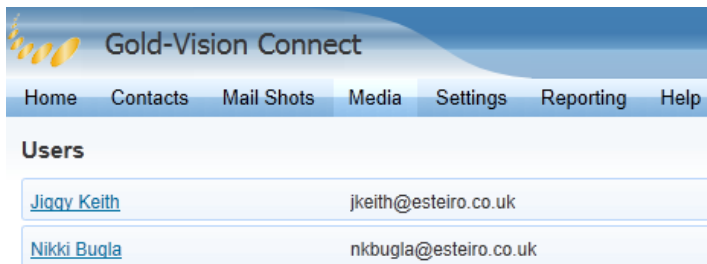 Gold-Vision Connect
Home Contacts Mail Shots Media Settings Reporting Help
Users
Jiggy Keith jkeith@esteiro.co.uk
Nikki Bugla nkbugla@esteiro.co.uk